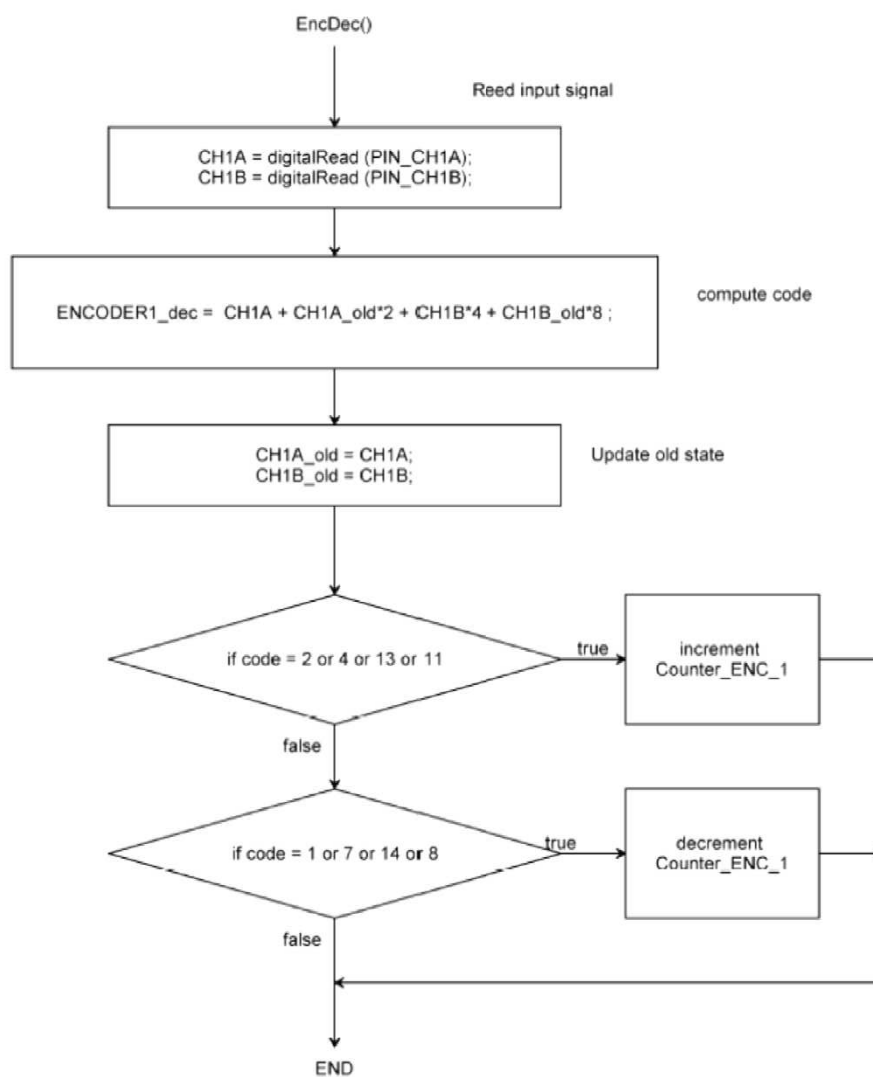 EncDec()
Reed input signal
CH1A = digitalRead (PIN_CH1A);
CH1B = digitalRead (PIN_CH1B);
ENCODER1_dec = CH1A + CH1A_old*2 + CH1B*4 + CH1B_old*8 ;
compute code
CH1A_old = CH1A;
CH1B_old = CH1B;
Update old state
if code = 2 or 4 or 13 or 11
true
increment
Counter_ENC_1
false
if code = 1 or 7 or 14 or 8
true
decrement
Counter_ENC_1
false
END